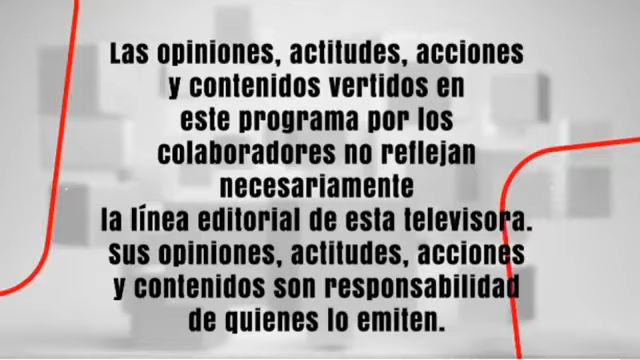 Las opiniones, actitudes, acciones
y contenidos vertidos en
este programa por los
colaboradores no reflejan
necesariamente
la línea editorial de esta televisora.
Sus opiniones, actitudes, acciones
y contenidos son responsabilidad
de quienes lo emiten.